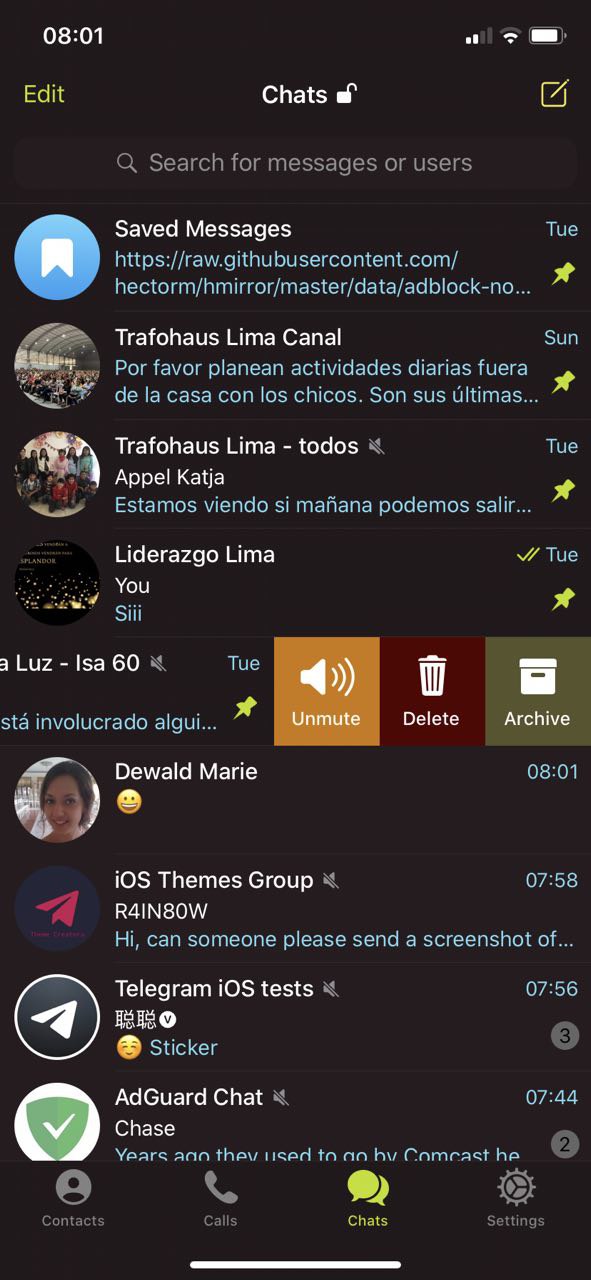 08:01
Edit
Chats
Search for messages or users
Saved Messages
Tue
https://raw.githubusercontent.com/
hectorm/hmirror/master/data/adblock-no...
Trafohaus Lima Canal
Sun
Por favor planean actividades diarias fuera
de la casa con los chicos. Son sus últimas...
Trafohaus Lima - todos
Tue
Appel Katja
Estamos viendo si mañana podemos salir...
SPLANDOR
Liderazgo Lima
Tue
You
Siii
a Luz - Isa 60
Tue
stá involucrado algui...
Unmute
Delete
Archive
Dewald Marie
08:01
😀
iOS Themes Group
07:58
R4IN80W
Hi, can someone please send a screenshot of...
Theme Creators
Telegram iOS tests
07:56
聪聪Ⓥ
☺️ Sticker
3
AdGuard Chat
07:44
Chase
Years ago they used to go by Comcast he
2
Contacts
Calls
Chats
Settings